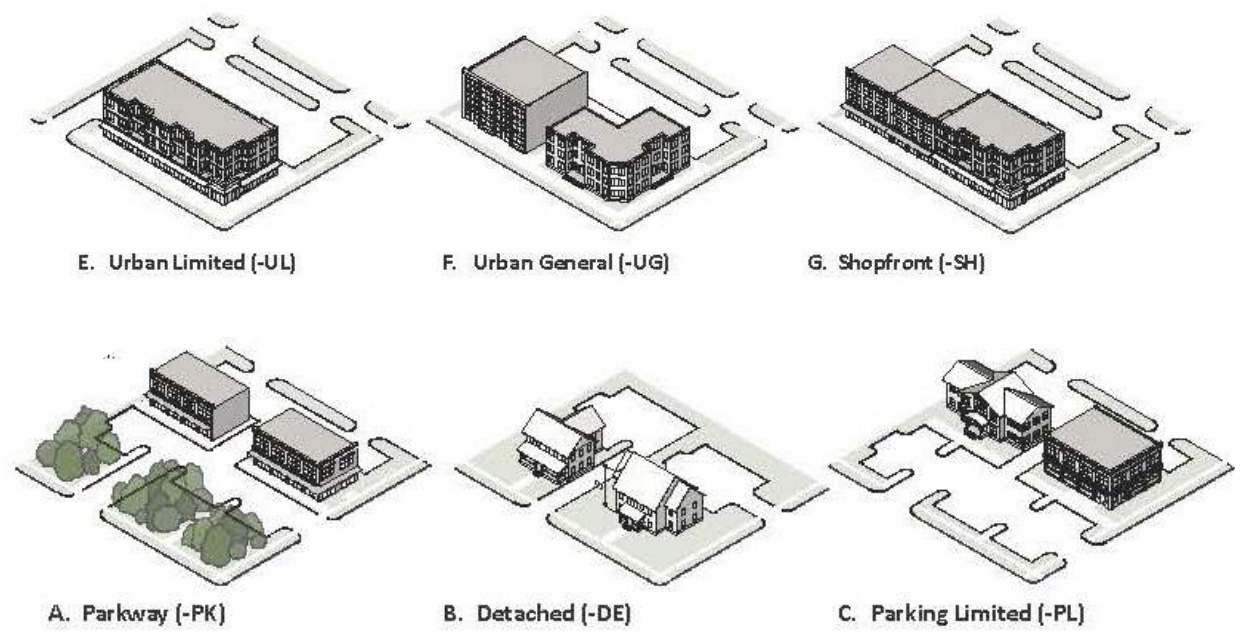 E. Urban Limited (-UL)
F. Urban General (-UG)
G. Shopfront (-SH)
A. Parkway (-PK)
B. Detached (-DE)
C. Parking Limited (-PL)